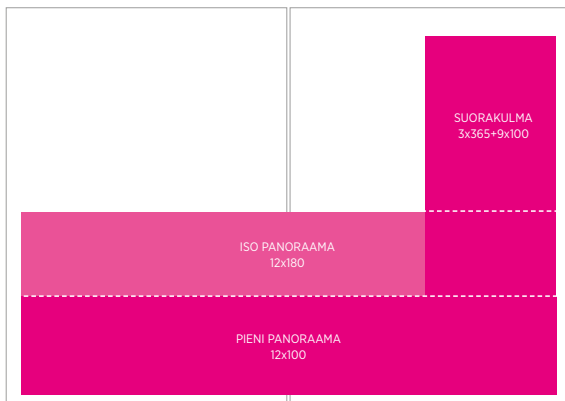 SUORAKULMA
3x365+9x100
ISO PANORAAMA
12x180
PIENI PANORAAMA
12x100